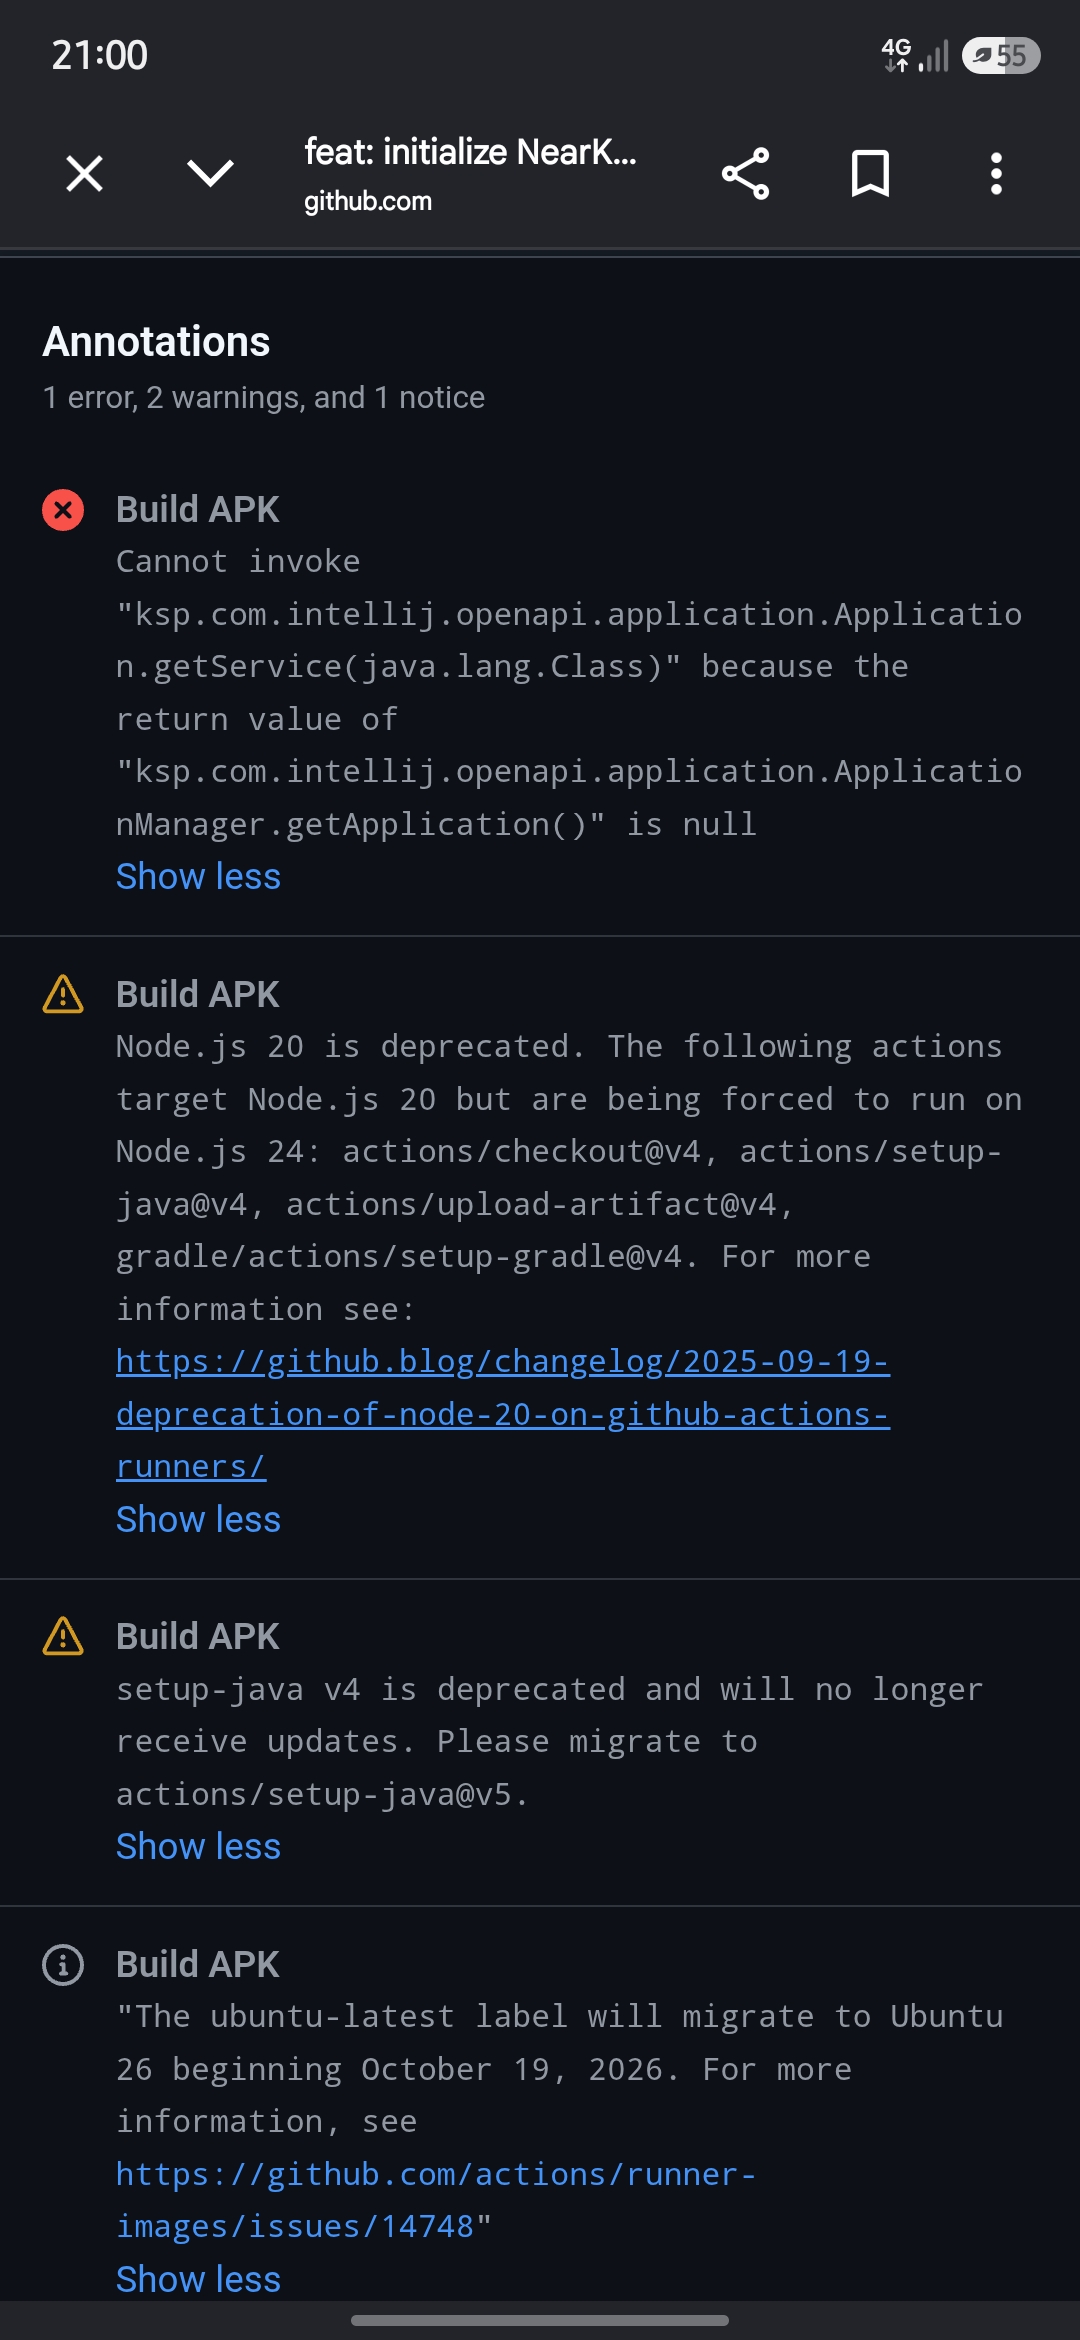 21:00
4G
55
feat: initialize NearK...
github.com
Annotations
1 error, 2 warnings, and 1 notice
Build APK
Cannot invoke
"ksp.com.intellij.openapi.application.Applicatio
n.getService(java.lang.Class)" because the
return value of
"ksp.com.intellij.openapi.application.Applicatio
nManager.getApplication()" is null
Show less
Build APK
Node.js 20 is deprecated. The following actions
target Node.js 20 but are being forced to run on
Node.js 24: actions/checkout@v4, actions/setup-
java@v4, actions/upload-artifact@v4,
gradle/actions/setup-gradle@v4. For more
information see:
https://github.blog/changelog/2025-09-19-
deprecation-of-node-20-on-github-actions-
runners/
Show less
Build APK
setup-java v4 is deprecated and will no longer
receive updates. Please migrate to
actions/setup-java@v5.
Show less
Build APK
"The ubuntu-latest label will migrate to Ubuntu
26 beginning October 19, 2026. For more
information, see
https://github.com/actions/runner-
images/issues/14748"
Show less